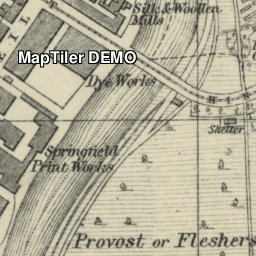 Silk & Woollen
Mills
MapTiler DEMO
Dye Works
Shelter
Springfield
Print Works
Provost or Fleshers